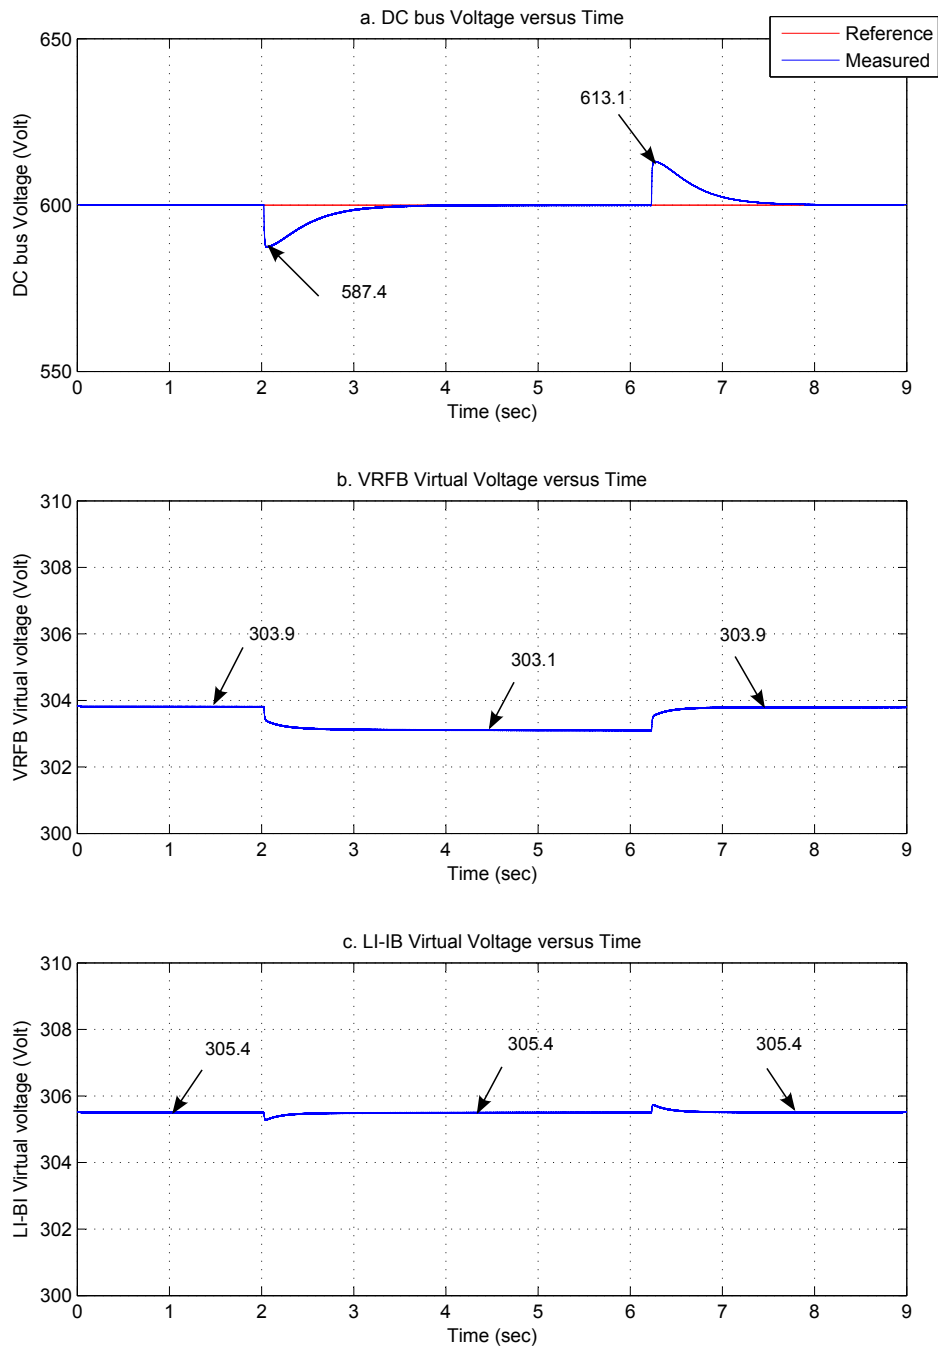 a. DC bus Voltage versus Time
Reference
Measured
650
600
550
DC bus Voltage (Volt)
613.1
587.4
0 1 2 3 4 5 6 7 8 9
Time (sec)
b. VRFB Virtual Voltage versus Time
310
308
306
304
302
300
VRFB Virtual voltage (Volt)
303.9
303.1
303.9
0 1 2 3 4 5 6 7 8 9
Time (sec)
c. LI-IB Virtual Voltage versus Time
310
308
306
304
302
300
LI-BI Virtual voltage (Volt)
305.4
305.4
305.4
0 1 2 3 4 5 6 7 8 9
Time (sec)